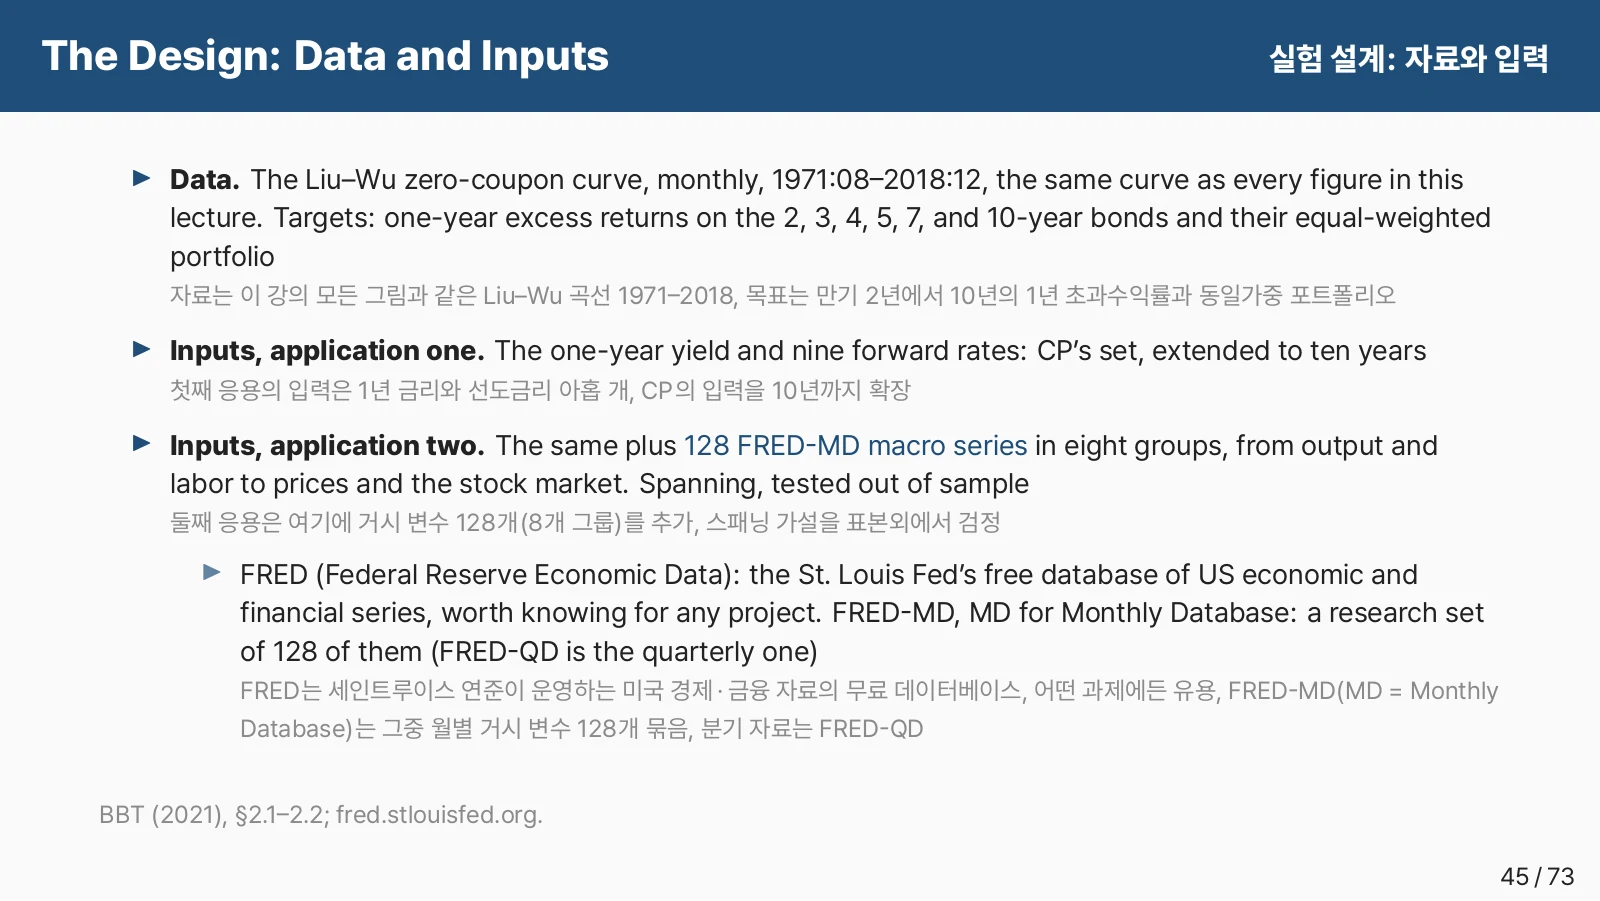 The Design: Data and Inputs
실험 설계: 자료와 입력
▶ Data. The Liu–Wu zero-coupon curve, monthly, 1971:08–2018:12, the same curve as every figure in this
lecture. Targets: one-year excess returns on the 2, 3, 4, 5, 7, and 10-year bonds and their equal-weighted
portfolio
자료는 이 강의 모든 그림과 같은 Liu–Wu 곡선 1971–2018, 목표는 만기 2년에서 10년의 1년 초과수익률과 동일가중 포트폴리오
▶ Inputs, application one. The one-year yield and nine forward rates: CP’s set, extended to ten years
첫째 응용의 입력은 1년 금리와 선도금리 아홉 개, CP의 입력을 10년까지 확장
▶ Inputs, application two. The same plus 128 FRED-MD macro series in eight groups, from output and
labor to prices and the stock market. Spanning, tested out of sample
둘째 응용은 여기에 거시 변수 128개(8개 그룹)를 추가, 스패닝 가설을 표본외에서 검정
▶ FRED (Federal Reserve Economic Data): the St. Louis Fed’s free database of US economic and
financial series, worth knowing for any project. FRED-MD, MD for Monthly Database: a research set
of 128 of them (FRED-QD is the quarterly one)
FRED는 세인트루이스 연준이 운영하는 미국 경제·금융 자료의 무료 데이터베이스, 어떤 과제에든 유용, FRED-MD(MD = Monthly
Database)는 그중 월별 거시 변수 128개 묶음, 분기 자료는 FRED-QD
BBT (2021), §2.1–2.2; fred.stlouisfed.org.
45 / 73